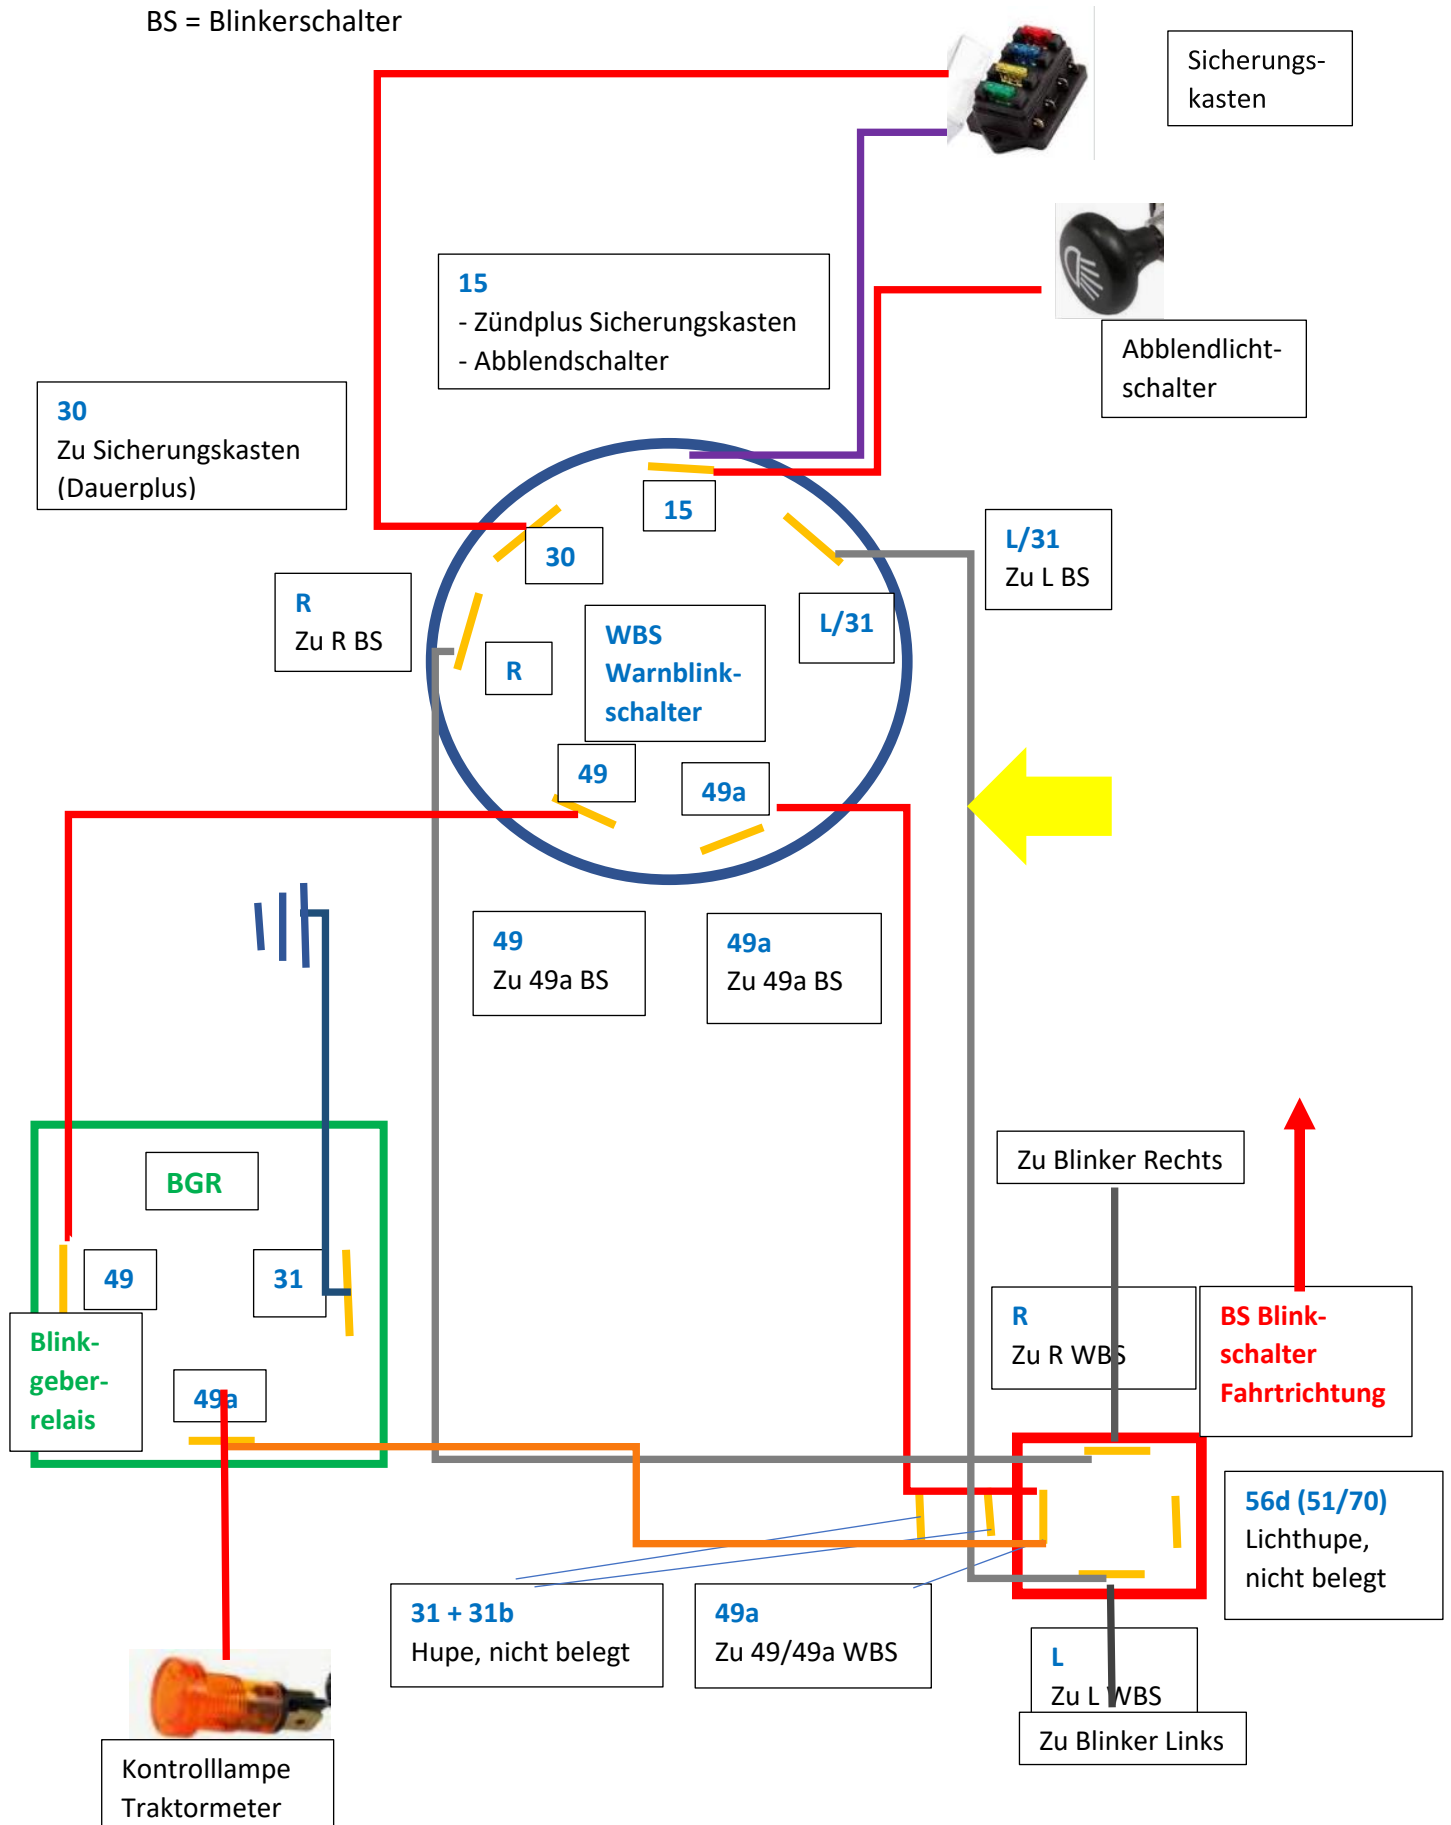 BS = Blinkerschalter
Sicherungs-
kasten
15
- Zündplus Sicherungskasten
- Abblendschalter
Abblendlicht-
schalter
30
Zu Sicherungskasten
(Dauerplus)
15
30
L/31
Zu L BS
R
Zu R BS
L/31
WBS
Warnblink-
schalter
R
49
49a
49
Zu 49a BS
49a
Zu 49a BS
BGR
Zu Blinker Rechts
49
31
R
Zu R WBS
BS Blink-
schalter
Fahrtrichtung
Blink-
geber-
relais
49a
56d (51/70)
Lichthupe,
nicht belegt
31 + 31b
Hupe, nicht belegt
49a
Zu 49/49a WBS
L
Zu L WBS
Zu Blinker Links
Kontrolllampe
Traktormeter